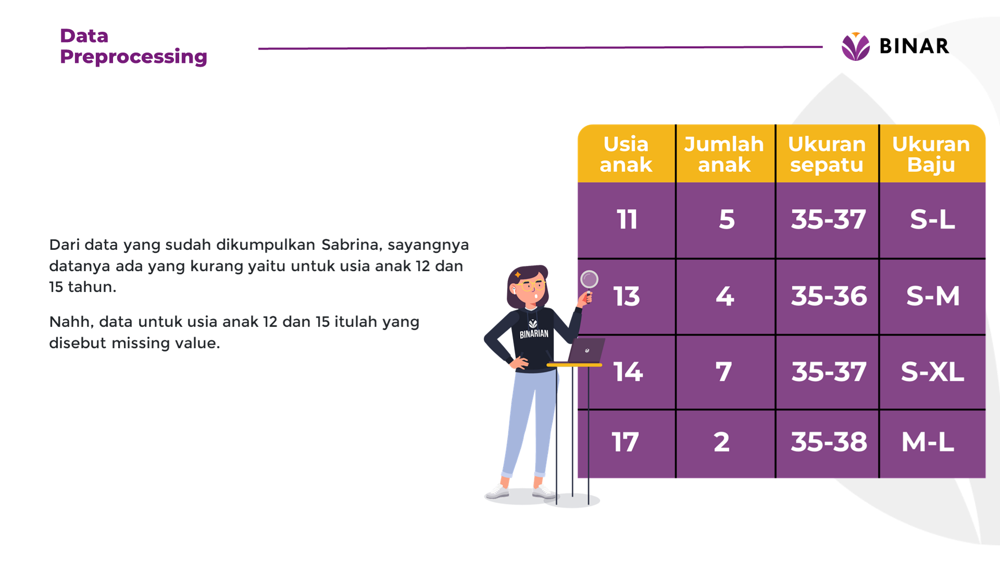 Data
Preprocessing
BINAR
Dari data yang sudah dikumpulkan Sabrina, sayangnya
datanya ada yang kurang yaitu untuk usia anak 12 dan
15 tahun.
Nahh, data untuk usia anak 12 dan 15 itulah yang
disebut missing value.
BINARIAN
Usia anak Jumlah anak Ukuran sepatu Ukuran Baju
11 5 35-37 S-L
13 4 35-36 S-M
14 7 35-37 S-XL
17 2 35-38 M-L